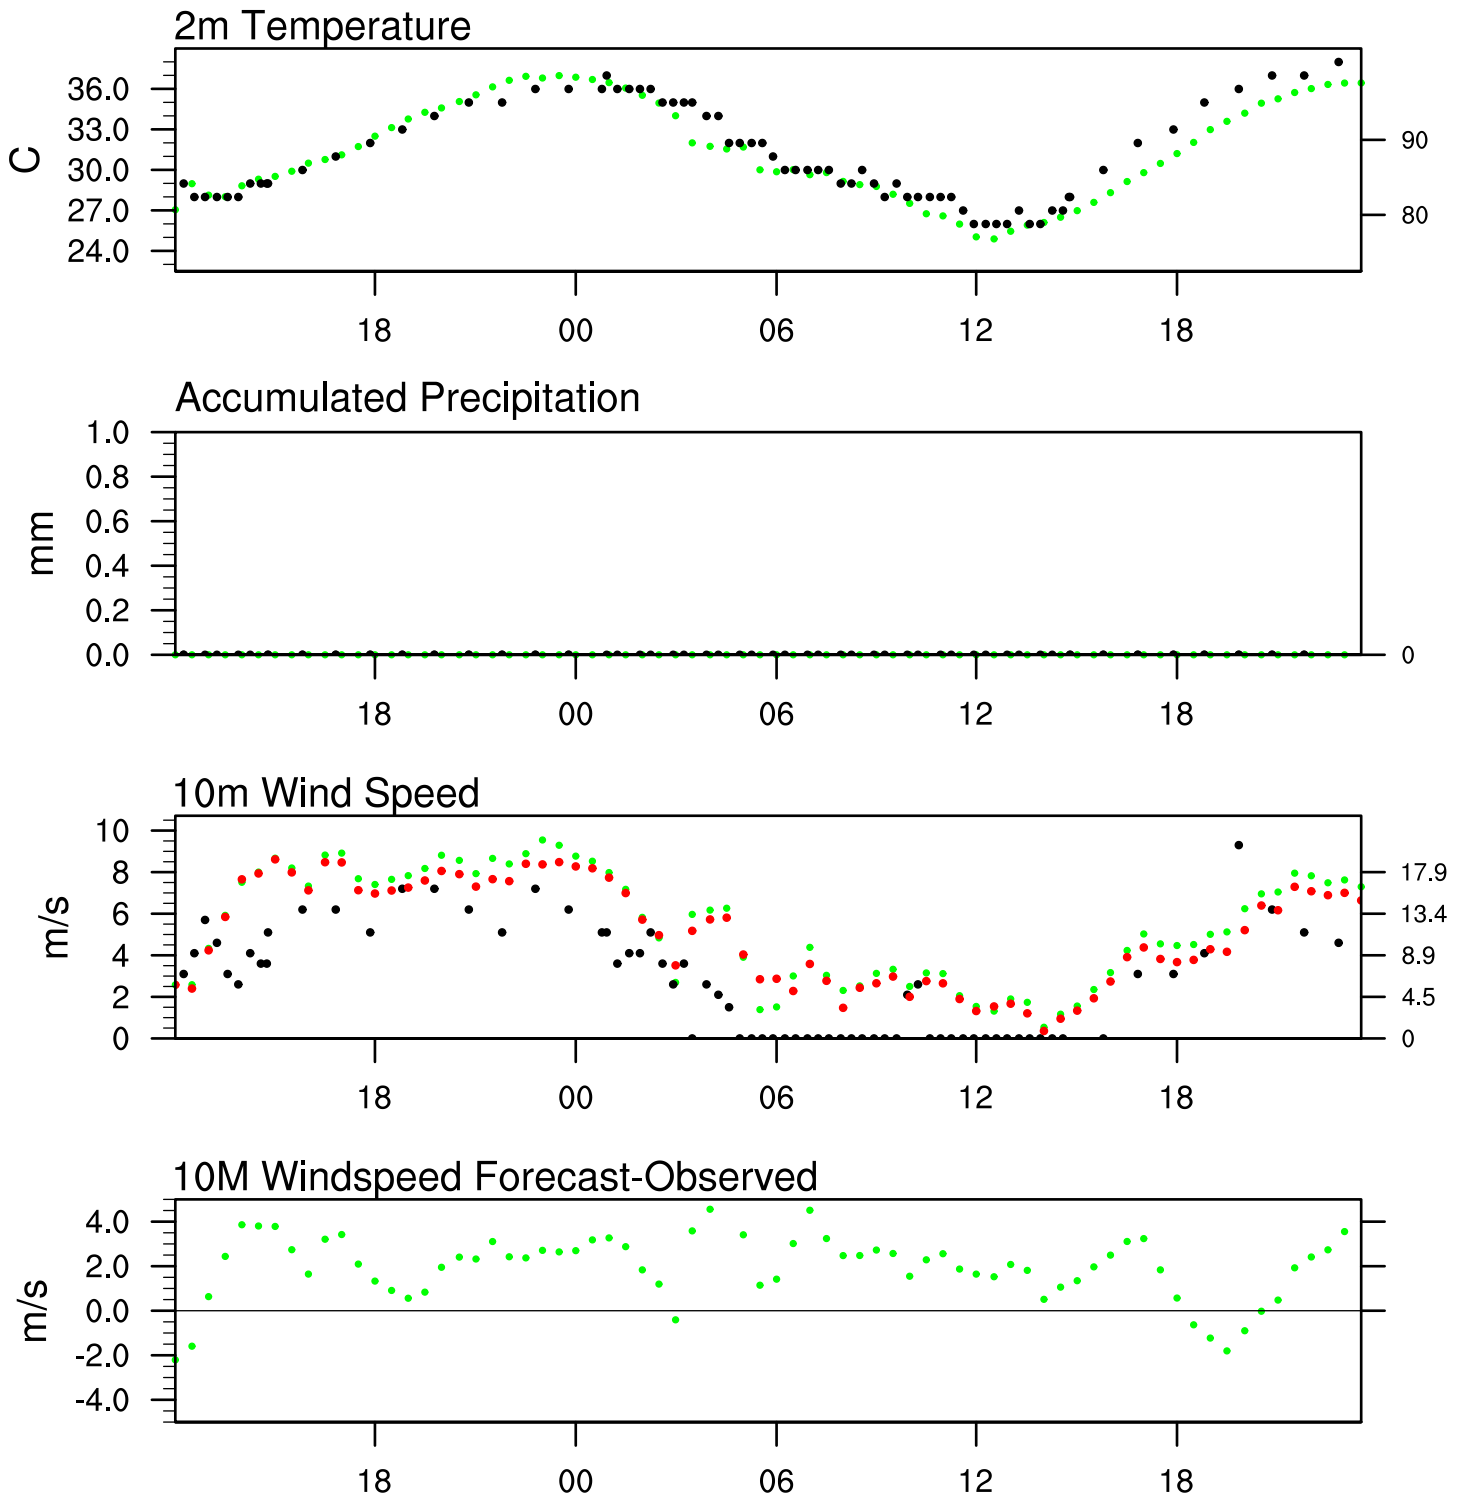 2m Temperature
C
36.0
33.0
30.0
27.0
24.0
90
80
18 00 06 12 18
Accumulated Precipitation
mm
1.0
0.8
0.6
0.4
0.2
0.0
0
18 00 06 12 18
10m Wind Speed
m/s
10
8
6
4
2
0
17.9
13.4
8.9
4.5
0
18 00 06 12 18
10M Windspeed Forecast-Observed
m/s
4.0
2.0
0.0
-2.0
-4.0
18 00 06 12 18